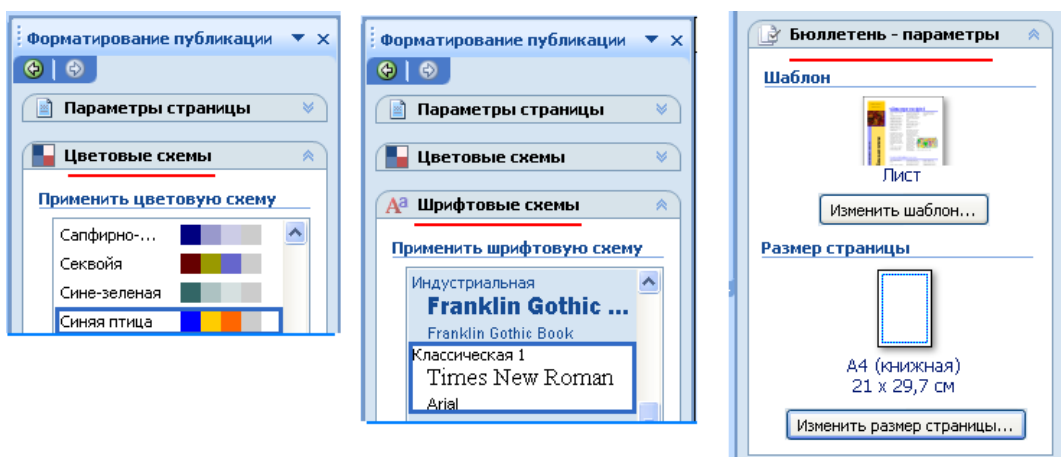 Форматирование публикации
Параметры страницы
Цветовые схемы
Применить цветовую схему
Сапфирно-...
Секвойя
Сине-зеленая
Синяя птица
Форматирование публикации
Параметры страницы
Цветовые схемы
Aa Шрифтовые схемы
Применить шрифтовую схему
Индустриальная
Franklin Gothic ...
Franklin Gothic Book
Классическая 1
Times New Roman
Arial
Бюллетень - параметры
Шаблон
Лист
Изменить шаблон...
Размер страницы
A4 (книжная)
21 x 29,7 см
Изменить размер страницы...